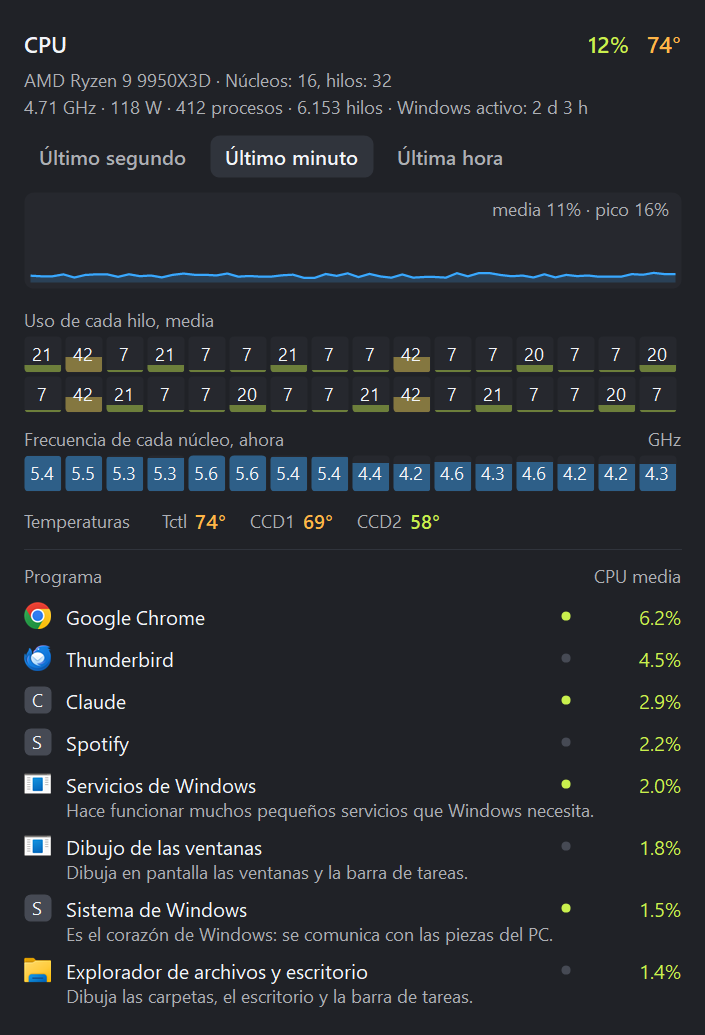 CPU 12% 74°
AMD Ryzen 9 9950X3D · Núcleos: 16, hilos: 32
4.71 GHz · 118 W · 412 procesos · 6.153 hilos · Windows activo: 2 d 3 h
Último segundo Último minuto Última hora
media 11% · pico 16%
Uso de cada hilo, media
21 42 7 21 7 7 21 7 7 42 7 7 20 7 7 20
7 42 21 7 7 20 7 7 21 42 7 21 7 7 20 7
Frecuencia de cada núcleo, ahora GHz
5.4 5.5 5.3 5.3 5.6 5.6 5.4 5.4 4.4 4.2 4.6 4.3 4.6 4.2 4.2 4.3
Temperaturas Tctl 74° CCD1 69° CCD2 58°
Programa CPU media
Google Chrome 6.2%
Thunderbird 4.5%
C Claude 2.9%
S Spotify 2.2%
Servicios de Windows 2.0%
Hace funcionar muchos pequeños servicios que Windows necesita.
Dibujo de las ventanas 1.8%
Dibuja en pantalla las ventanas y la barra de tareas.
S Sistema de Windows 1.5%
Es el corazón de Windows: se comunica con las piezas del PC.
Explorador de archivos y escritorio 1.4%
Dibuja las carpetas, el escritorio y la barra de tareas.